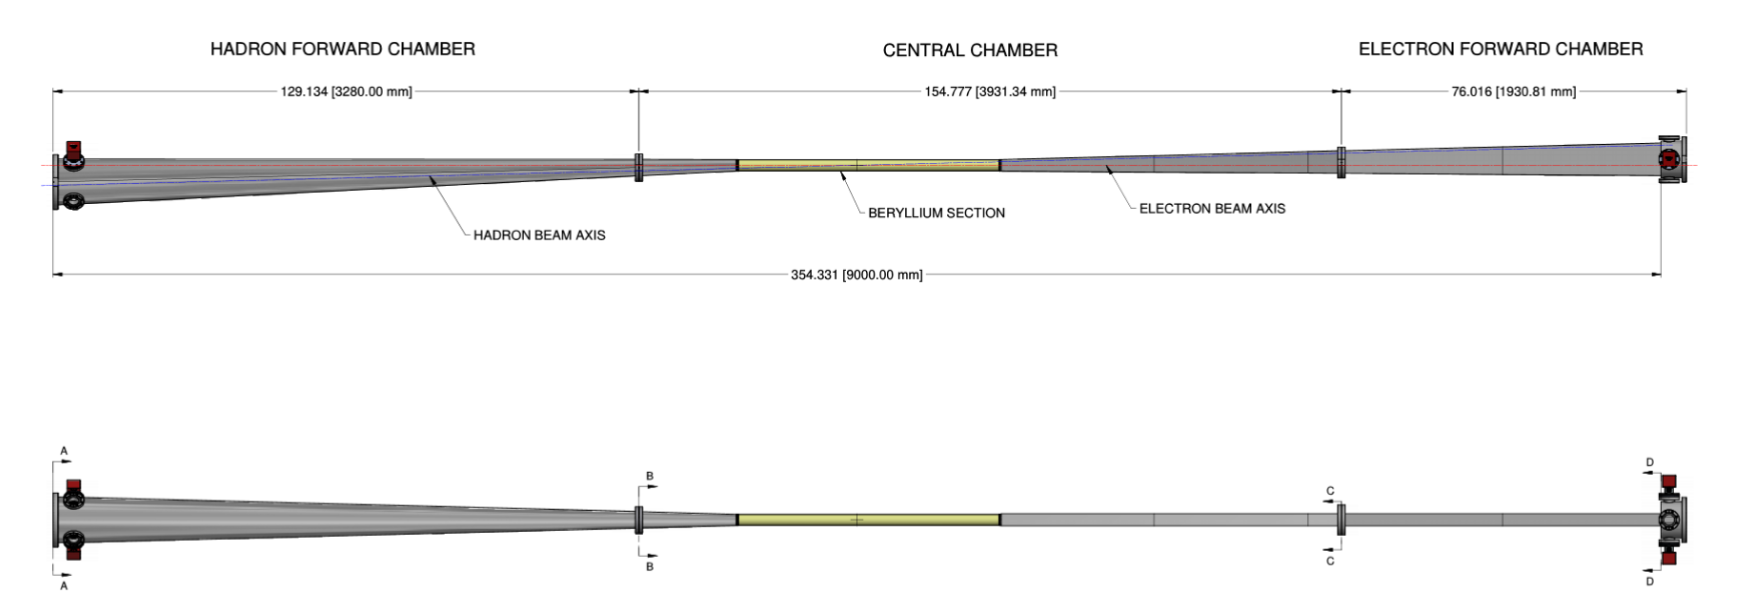 HADRON FORWARD CHAMBER
CENTRAL CHAMBER
ELECTRON FORWARD CHAMBER
129.134 [3280.00 mm]
154.777 [3931.34 mm]
76.016 [1930.81 mm]
BERYLLIUM SECTION
ELECTRON BEAM AXIS
HADRON BEAM AXIS
354.331 [9000.00 mm]
A
B
C
D
A
B
C
D